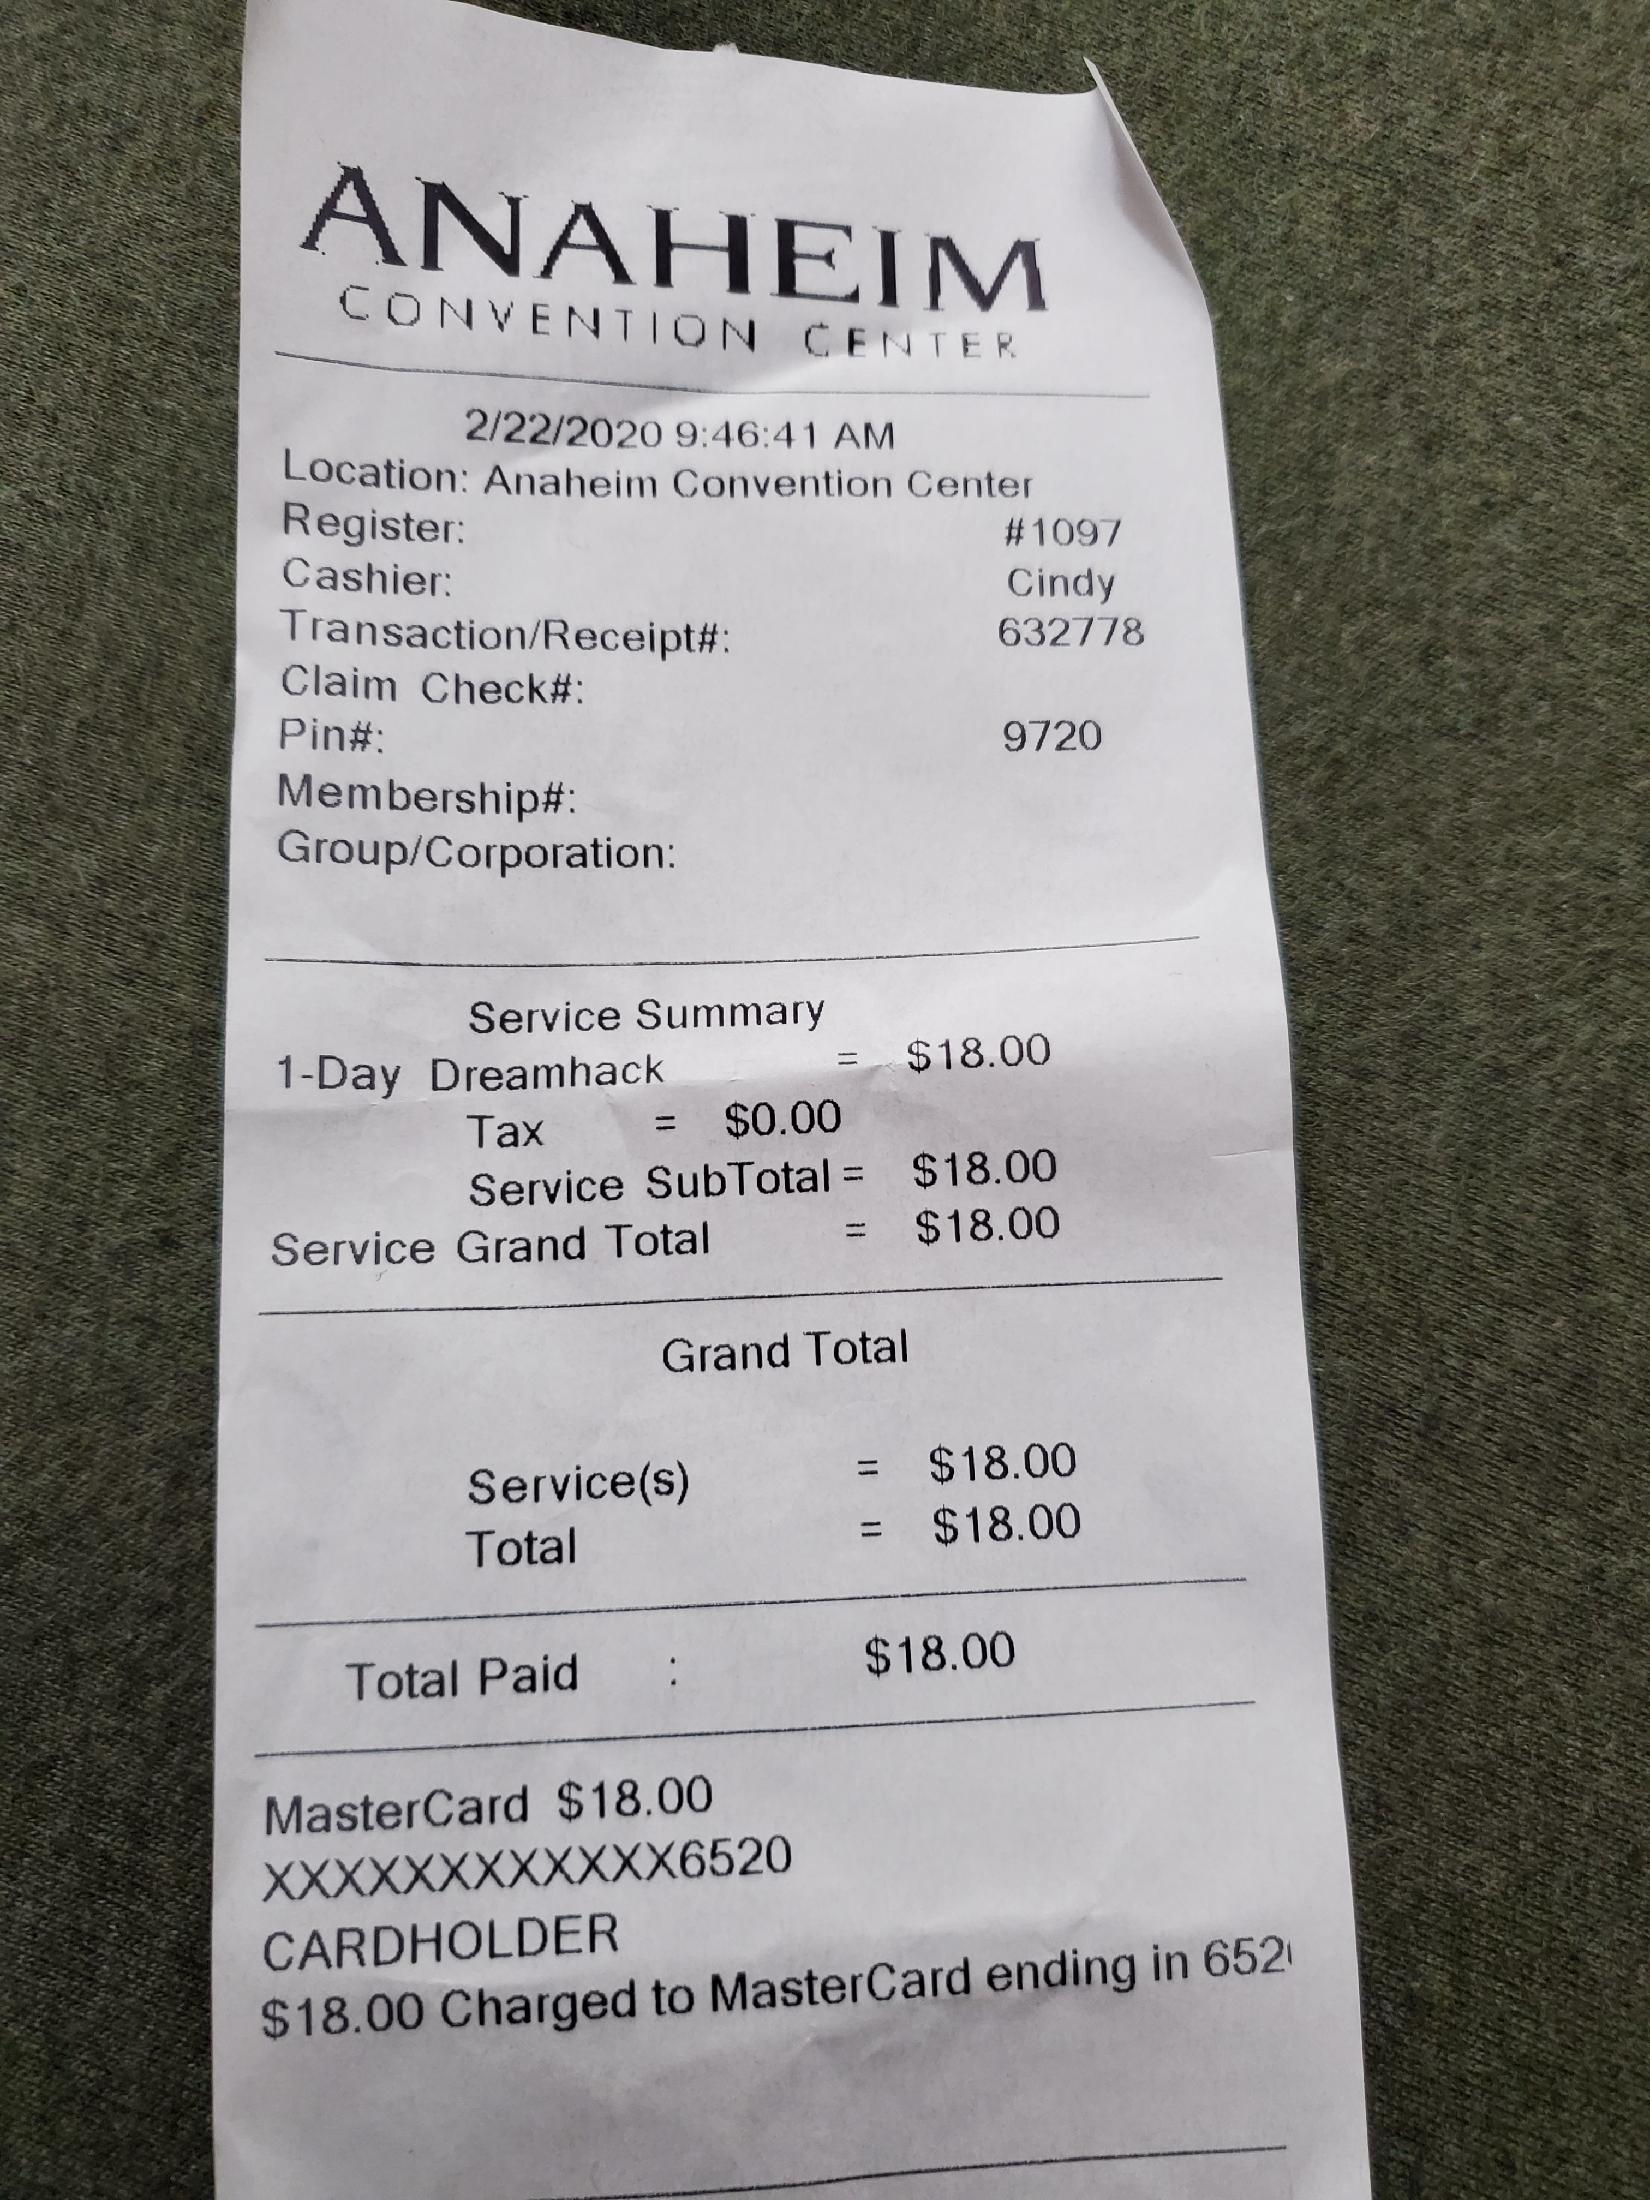 ANAHEIM
CONVENTION CENTER
2/22/2020 9:46:41 AM
Location: Anaheim Convention Center
Register: #1097
Cashier: Cindy
Transaction/Receipt#: 632778
Claim Check#:
Pin#: 9720
Membership#:
Group/Corporation:
Service Summary
1-Day Dreamhack = $18.00
Tax = $0.00
Service SubTotal = $18.00
Service Grand Total = $18.00
Grand Total
Service(s) = $18.00
Total = $18.00
Total Paid : $18.00
MasterCard $18.00
XXXXXXXXXXXX6520
CARDHOLDER
$18.00 Charged to MasterCard ending in 652